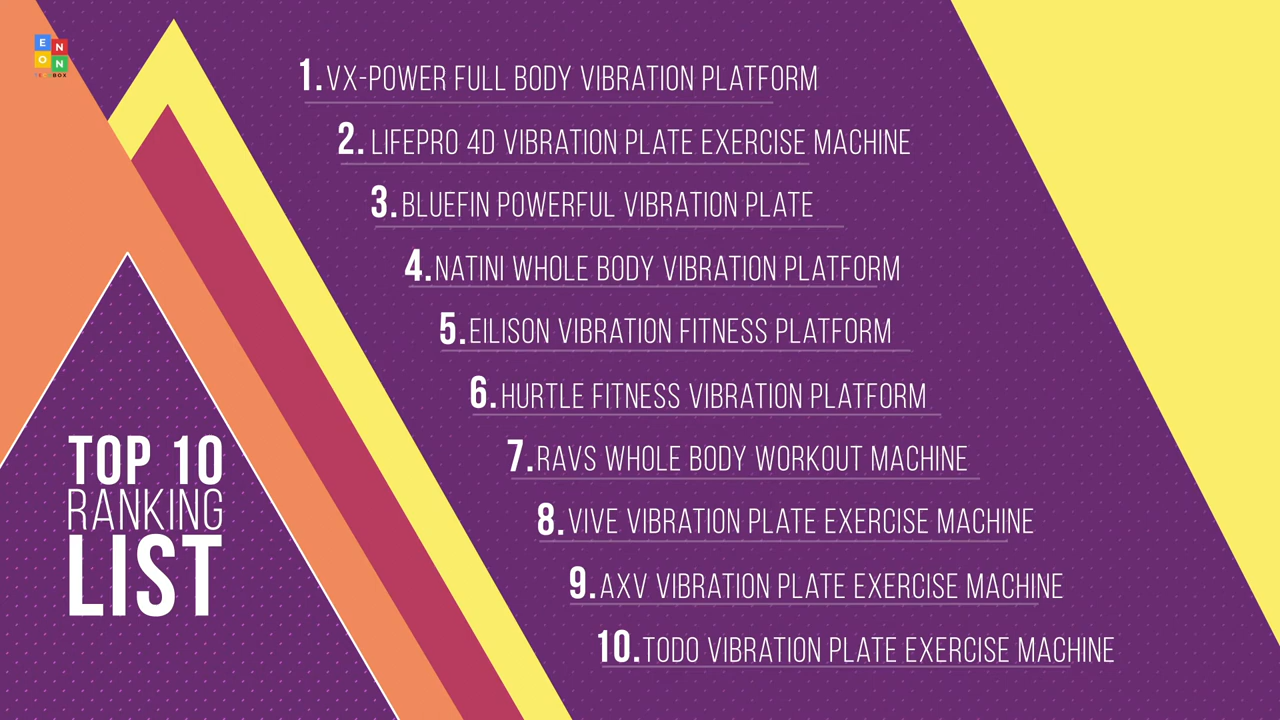 E N
O N
TECHBOX
1. VX-POWER FULL BODY VIBRATION PLATFORM
2. LIFEPRO 4D VIBRATION PLATE EXERCISE MACHINE
3. BLUEFIN POWERFUL VIBRATION PLATE
4. NATINI WHOLE BODY VIBRATION PLATFORM
5. EILISON VIBRATION FITNESS PLATFORM
6. HURTLE FITNESS VIBRATION PLATFORM
7. RAVS WHOLE BODY WORKOUT MACHINE
8. VIVE VIBRATION PLATE EXERCISE MACHINE
9. AXV VIBRATION PLATE EXERCISE MACHINE
10. TODO VIBRATION PLATE EXERCISE MACHINE
TOP 10
RANKING
LIST